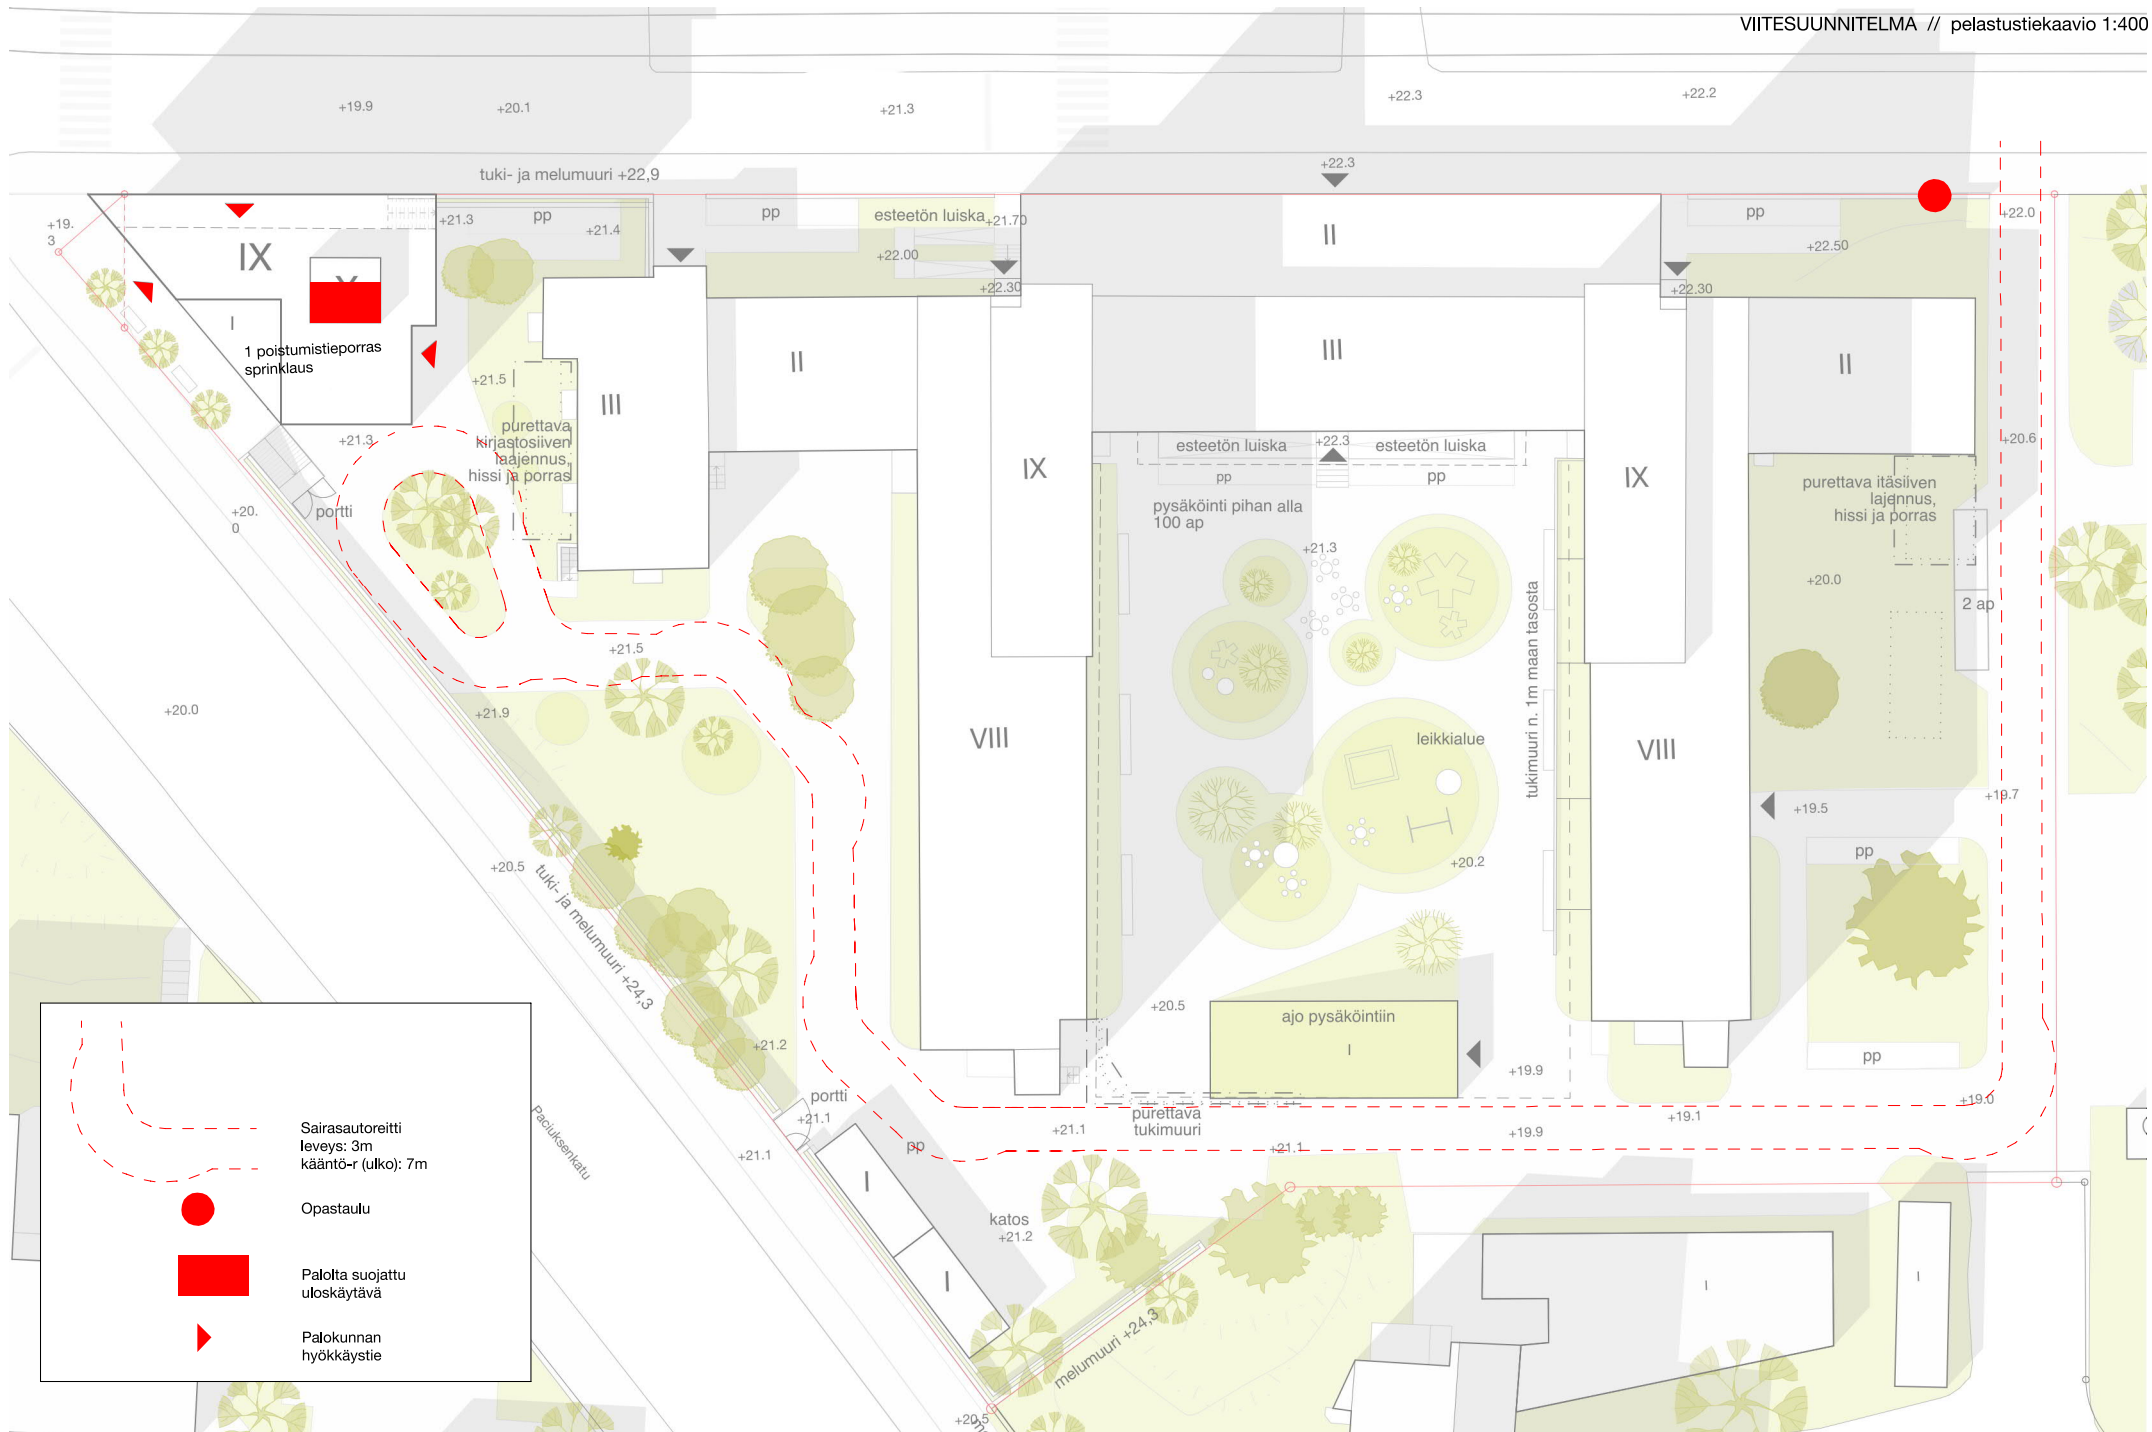 VIITESUUNNITELMA // pelastustiekaavio 1:400
+19.9
+20.1
+21.3
+22.3
+22.2
tuki- ja melumuuri +22,9
+22.3
+19.
3
+21.3
pp
+21.4
pp
esteetön luiska
+21.70
+22.00
+22.30
II
pp
+22.0
+22.50
+22.30
IX
I
1 poistumistieporras
sprinklaus
+21.5
III
II
III
II
+21.3
purettava
kirjastosiiven
laajennus,
hissi ja porras
IX
esteetön luiska
+22.3
esteetön luiska
pp
pp
pysäköinti pihan alla
100 ap
IX
+20.6
purettava itäsiiven
lajennus,
hissi ja porras
+20.
0
portti
+21.3
+20.0
2 ap
tukimuuri n. 1m maan tasosta
+21.5
+20.0
+21.9
VIII
leikkialue
VIII
+19.7
+19.5
pp
+20.5
tuki- ja melumuuri +24,3
+20.2
+20.5
ajo pysäköintiin
I
+21.2
+19.9
pp
portti
+21.1
Paciuksenkatu
purettava
tukimuuri
+21.1
+19.9
+19.1
+19.0
+21.1
pp
+21.1
I
I
katos
+21.2
melumuuri +24,3
+20.5
I
I
Sairasautoreitti
leveys: 3m
kääntö-r (ulko): 7m
Opastaulu
Palolta suojattu
uloskäytävä
Palokunnan
hyökkäystie